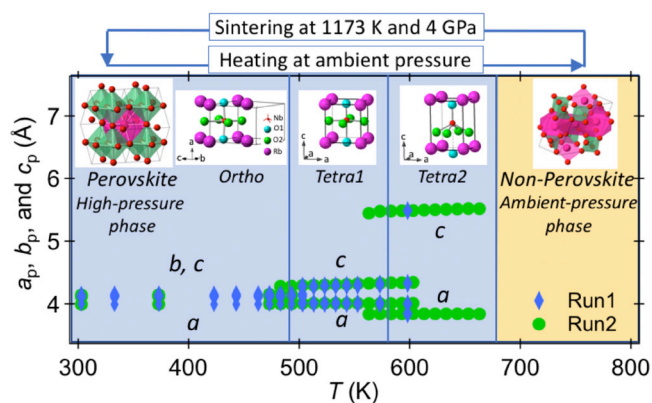 Sintering at 1173 K and 4 GPa
Heating at ambient pressure
Nb
O1
O2
Rb
a
c b
a
c
a
a
c
a
a
Perovskite
High-pressure
phase
Ortho
Tetra1
Tetra2
Non-Perovskite
Ambient-pressure
phase
7
6
5
4
aₚ, bₚ, and cₚ (Å)
b, c
a
c
a
c
a
Run1
Run2
300
400
500
600
700
800
T (K)